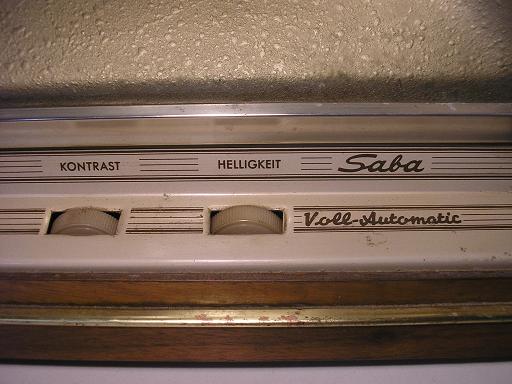 KONTRAST HELLIGKEIT Saba
Voll-Automatic